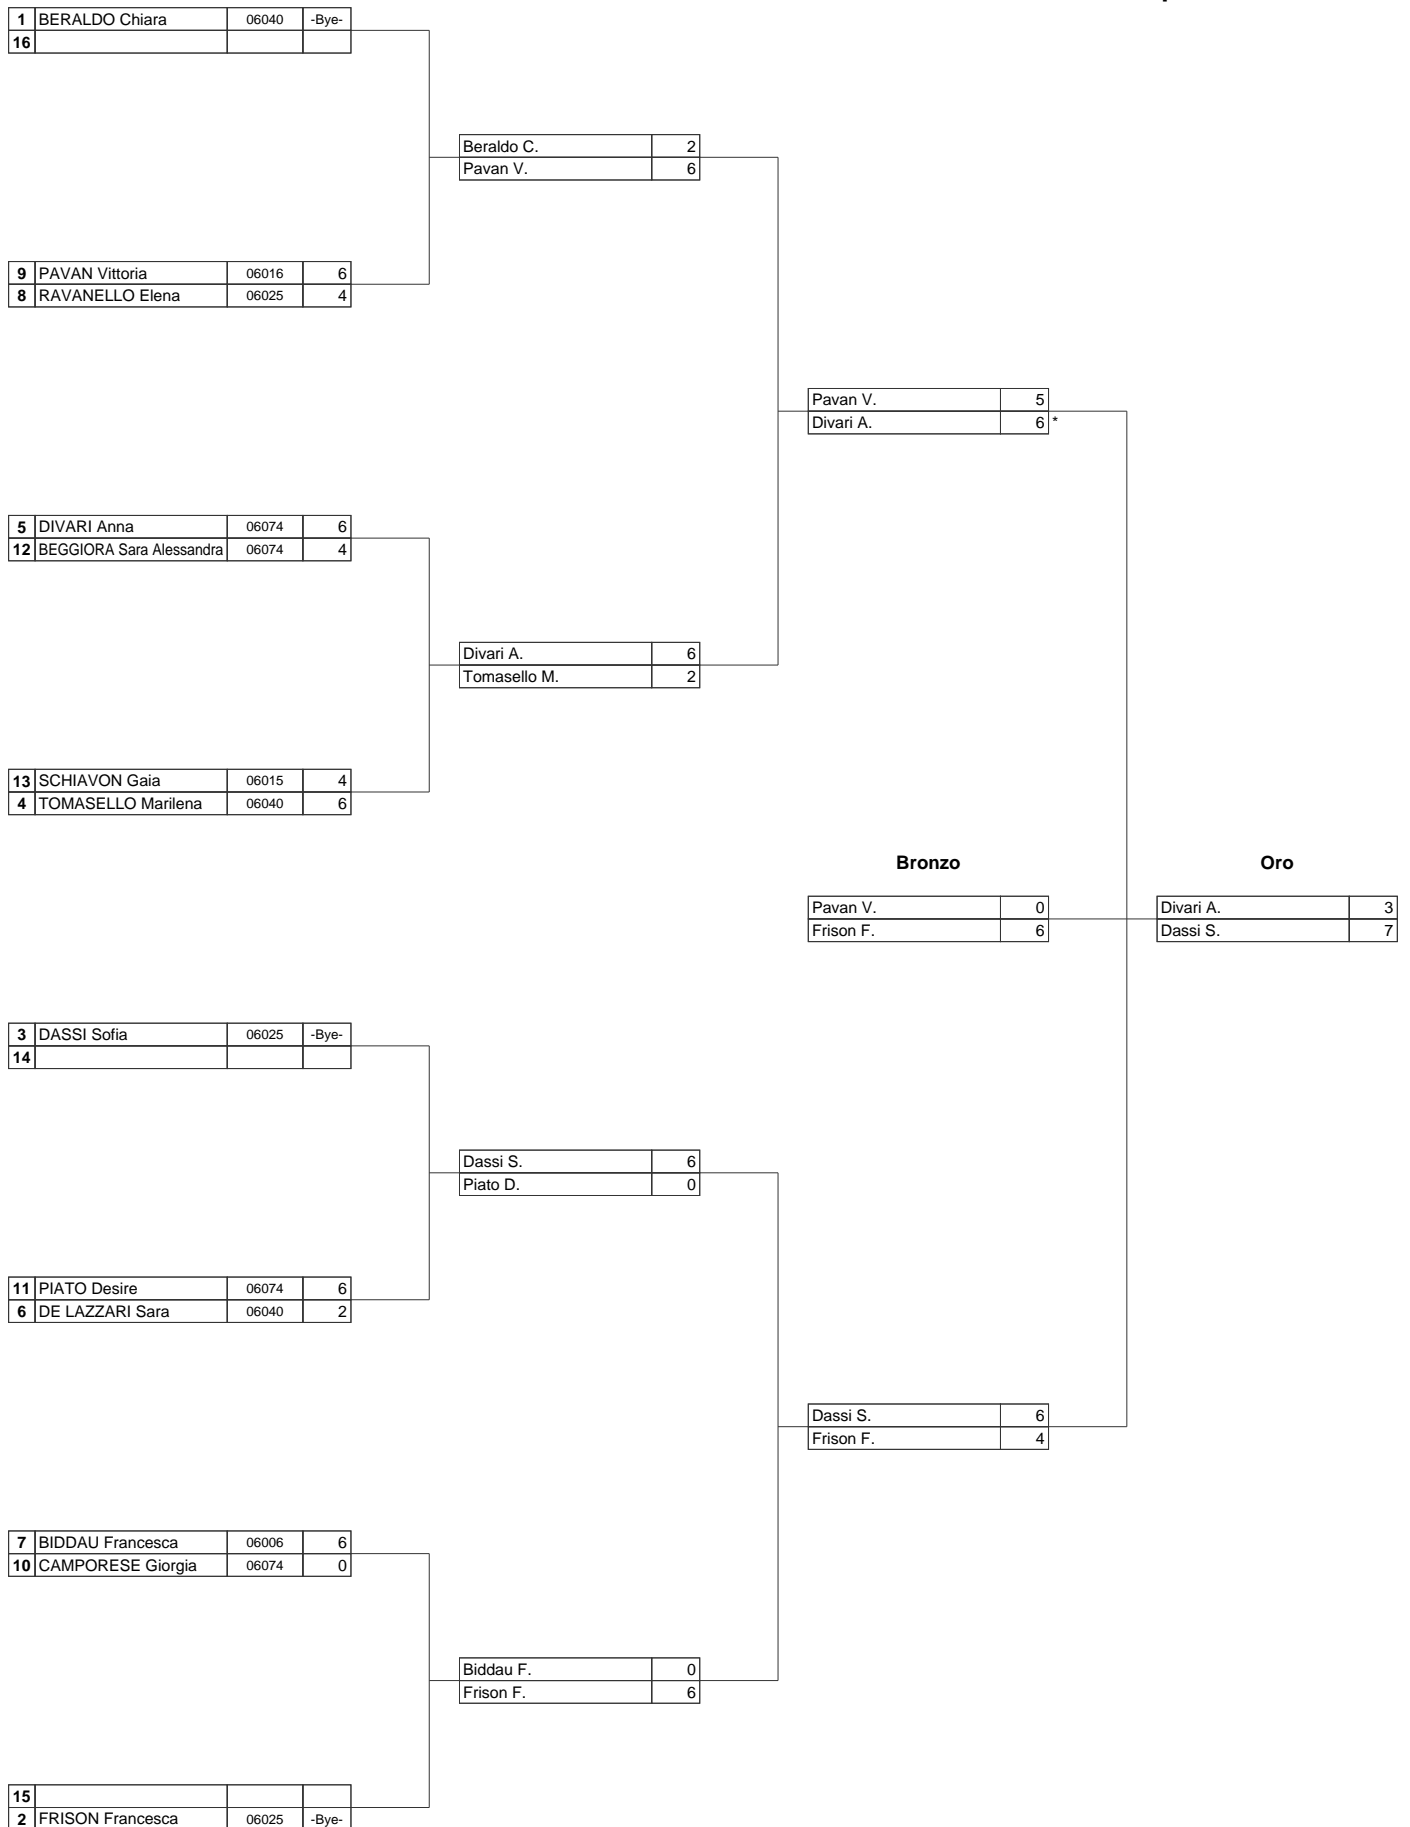 1 BERALDO Chiara 06040 -Bye-
16
Beraldo C. 2
Pavan V. 6
9 PAVAN Vittoria 06016 6
8 RAVANELLO Elena 06025 4
Pavan V. 5
Divari A. 6 *
5 DIVARI Anna 06074 6
12 BEGGIORA Sara Alessandra 06074 4
Divari A. 6
Tomasello M. 2
13 SCHIAVON Gaia 06015 4
4 TOMASELLO Marilena 06040 6
Bronzo Oro
Pavan V. 0 Divari A. 3
Frison F. 6 Dassi S. 7
3 DASSI Sofia 06025 -Bye-
14
Dassi S. 6
Piato D. 0
11 PIATO Desire 06074 6
6 DE LAZZARI Sara 06040 2
Dassi S. 6
Frison F. 4
7 BIDDAU Francesca 06006 6
10 CAMPORESE Giorgia 06074 0
Biddau F. 0
Frison F. 6
15
2 FRISON Francesca 06025 -Bye-